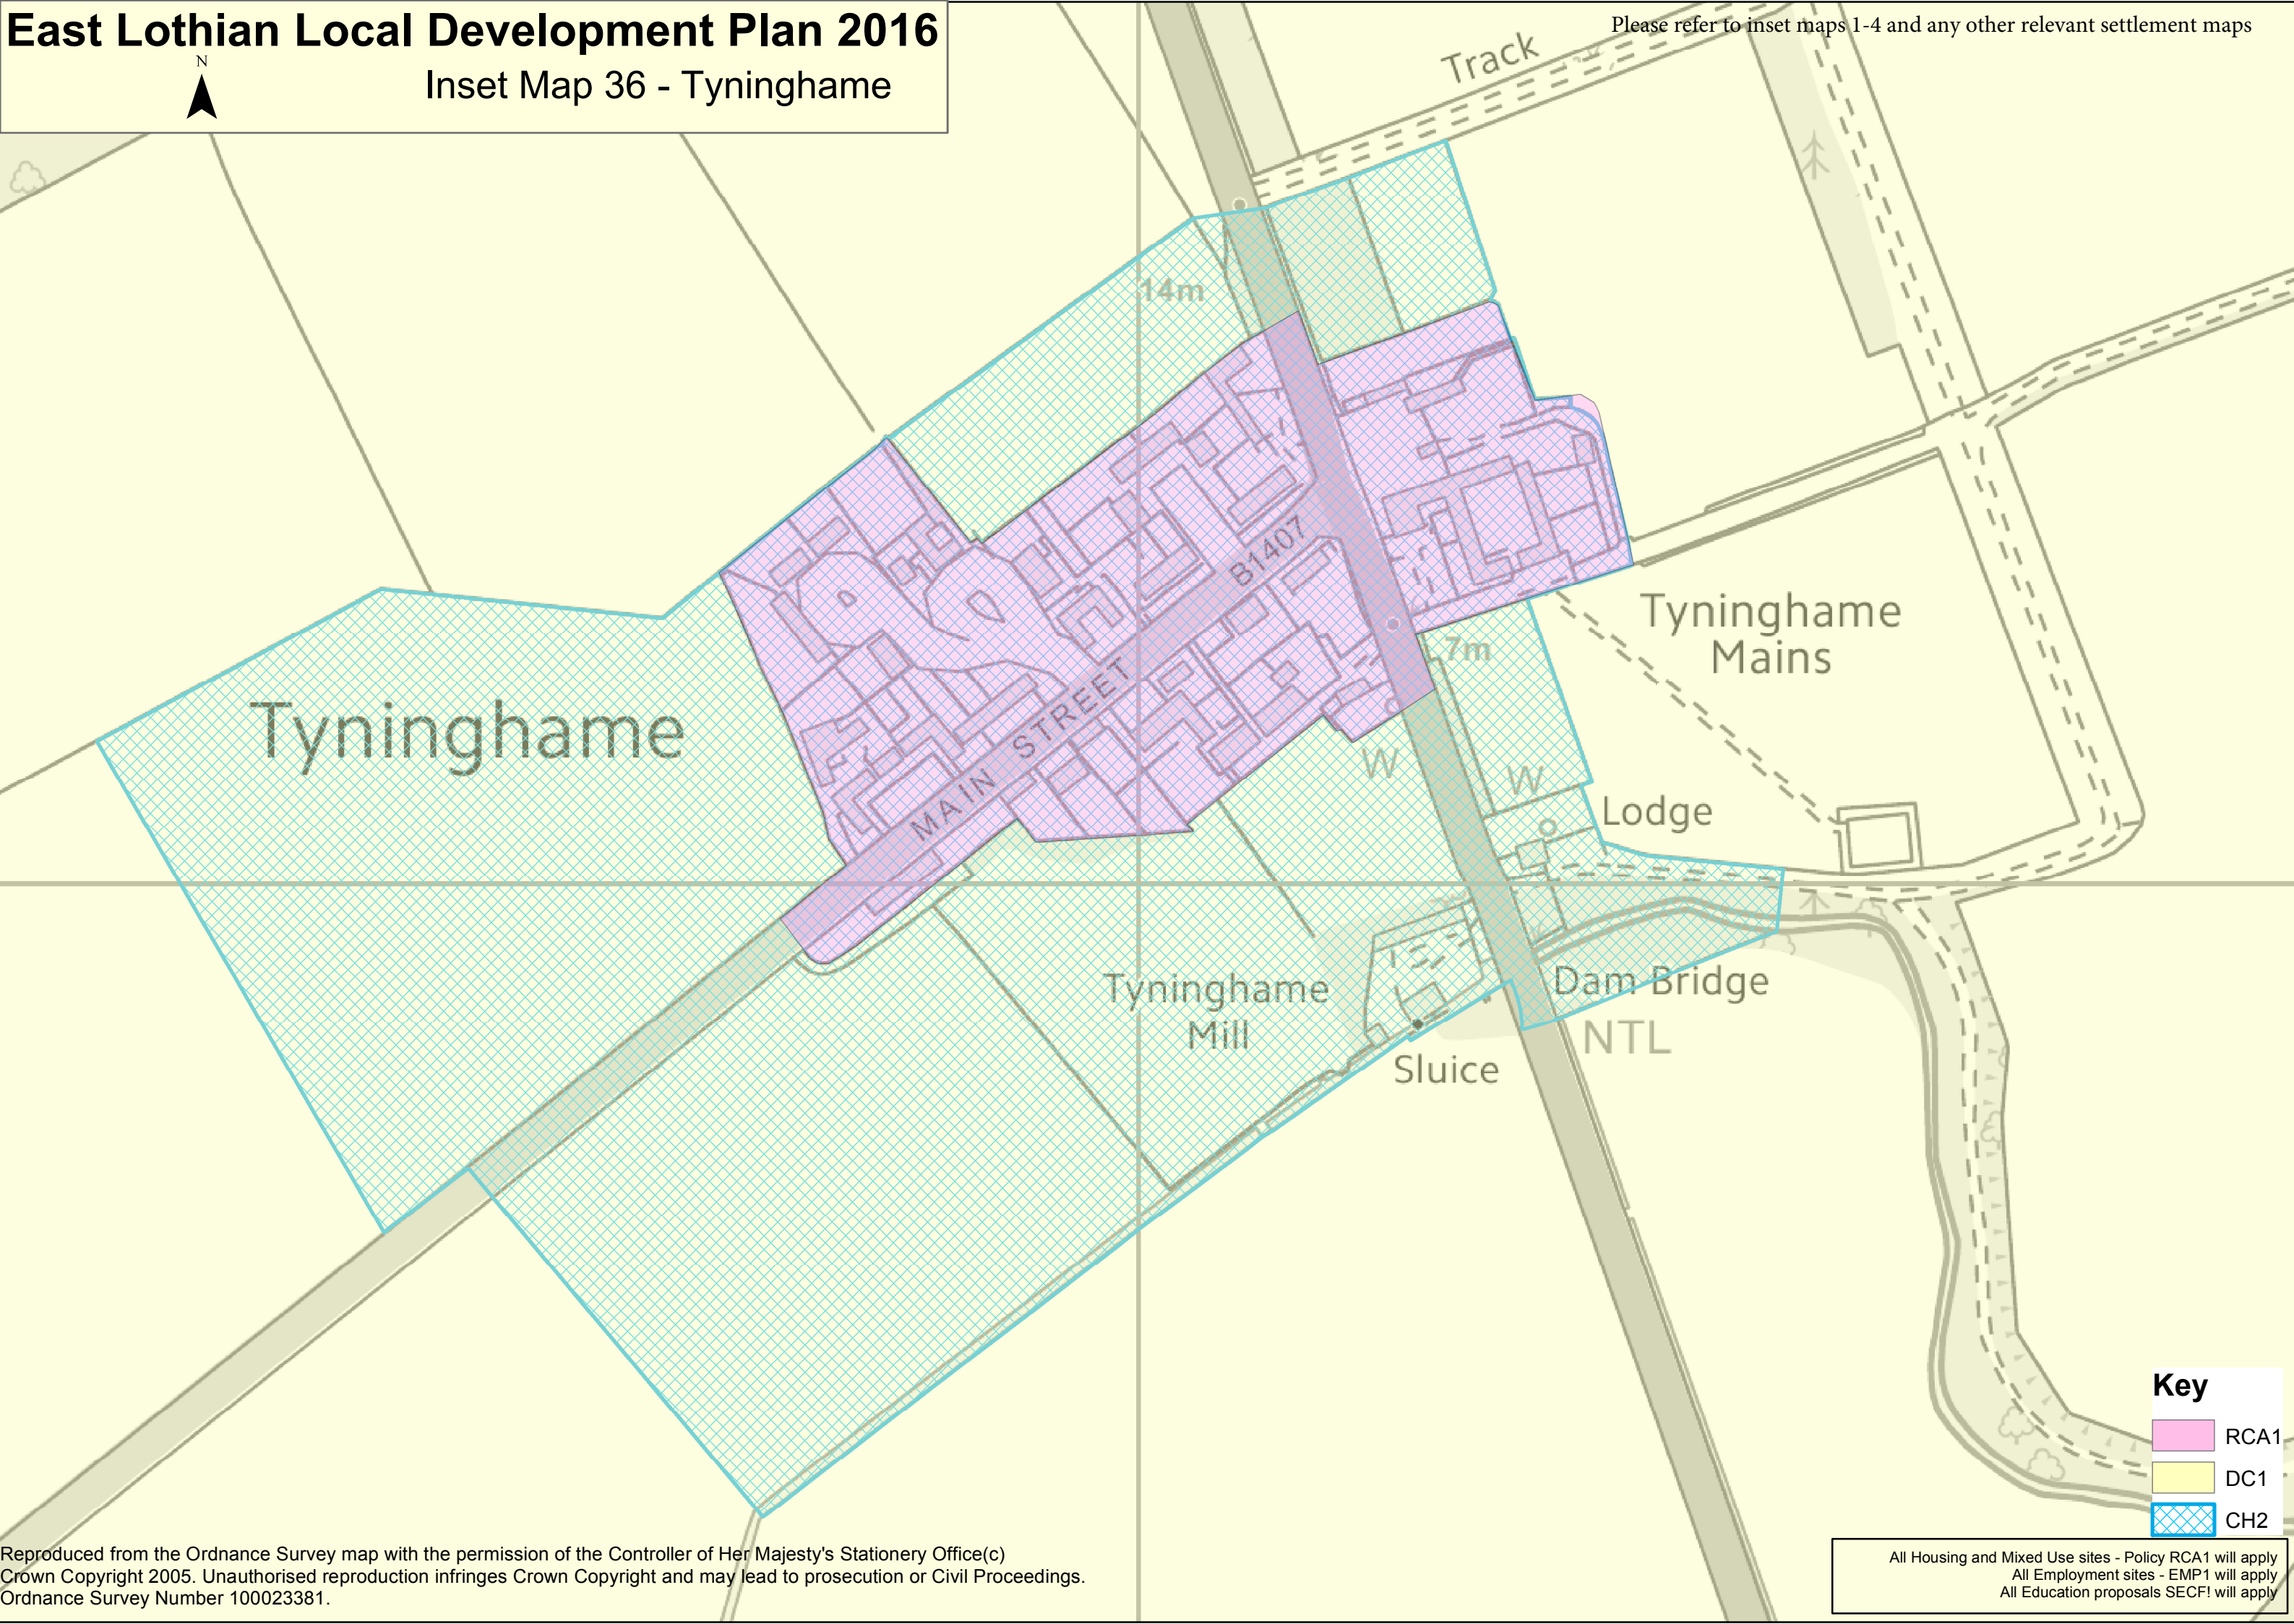 East Lothian Local Development Plan 2016
N
Inset Map 36 - Tyninghame
Please refer to inset maps 1-4 and any other relevant settlement maps
Track
14m
B1407
MAIN STREET
7m
Tyninghame
Mains
Tyninghame
W
W
Lodge
Tyninghame
Mill
Dam Bridge
NTL
Sluice
Key
RCA1
DC1
CH2
Reproduced from the Ordnance Survey map with the permission of the Controller of Her Majesty's Stationery Office(c)
Crown Copyright 2005. Unauthorised reproduction infringes Crown Copyright and may lead to prosecution or Civil Proceedings.
Ordnance Survey Number 100023381.
All Housing and Mixed Use sites - Policy RCA1 will apply
All Employment sites - EMP1 will apply
All Education proposals SECF! will apply